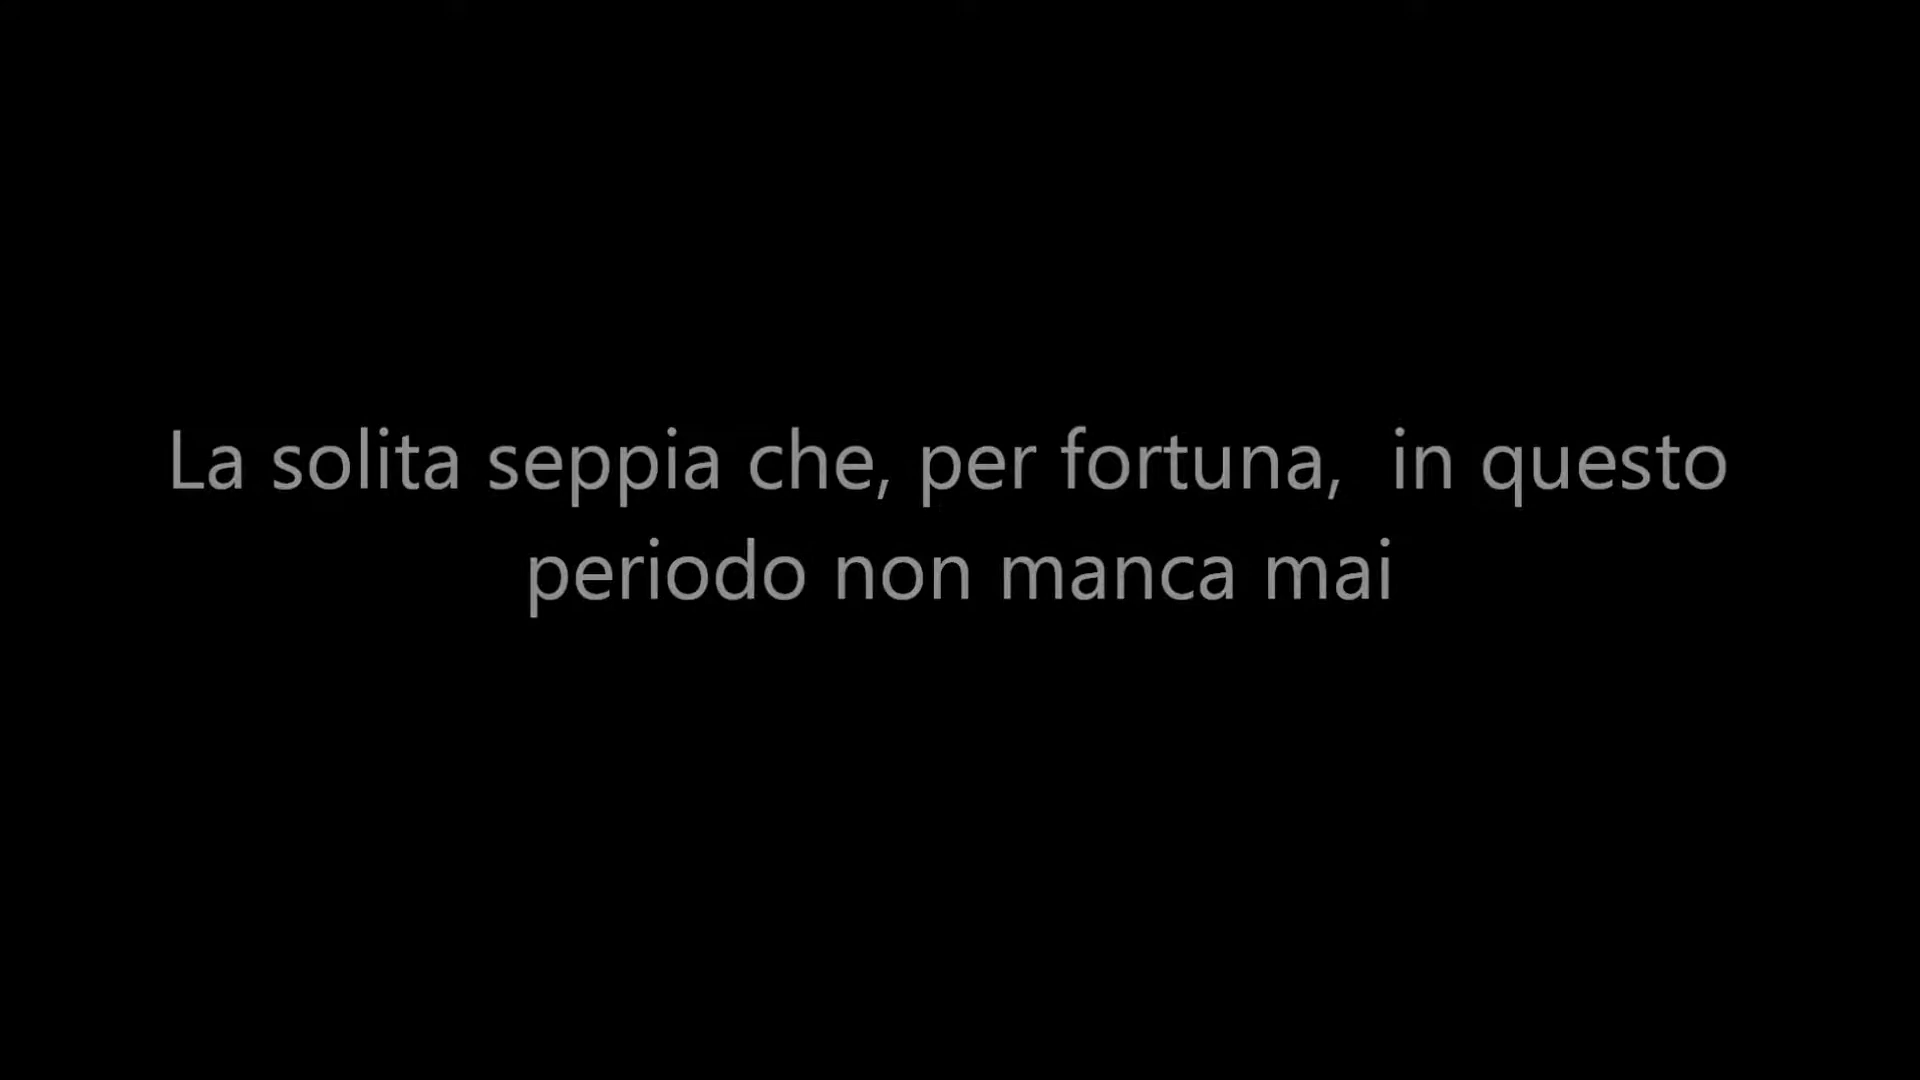 La solita seppia che, per fortuna,  in questo
periodo non manca mai